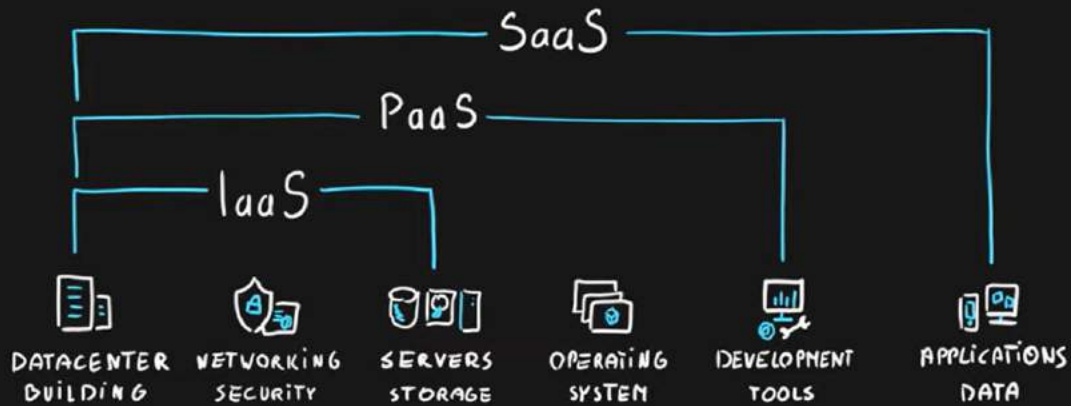 SaaS
PaaS
IaaS
DATACENTER
BUILDING
NETWORKING
SECURITY
SERVERS
STORAGE
OPERATING
SYSTEM
DEVELOPMENT
TOOLS
APPLICATIONS
DATA